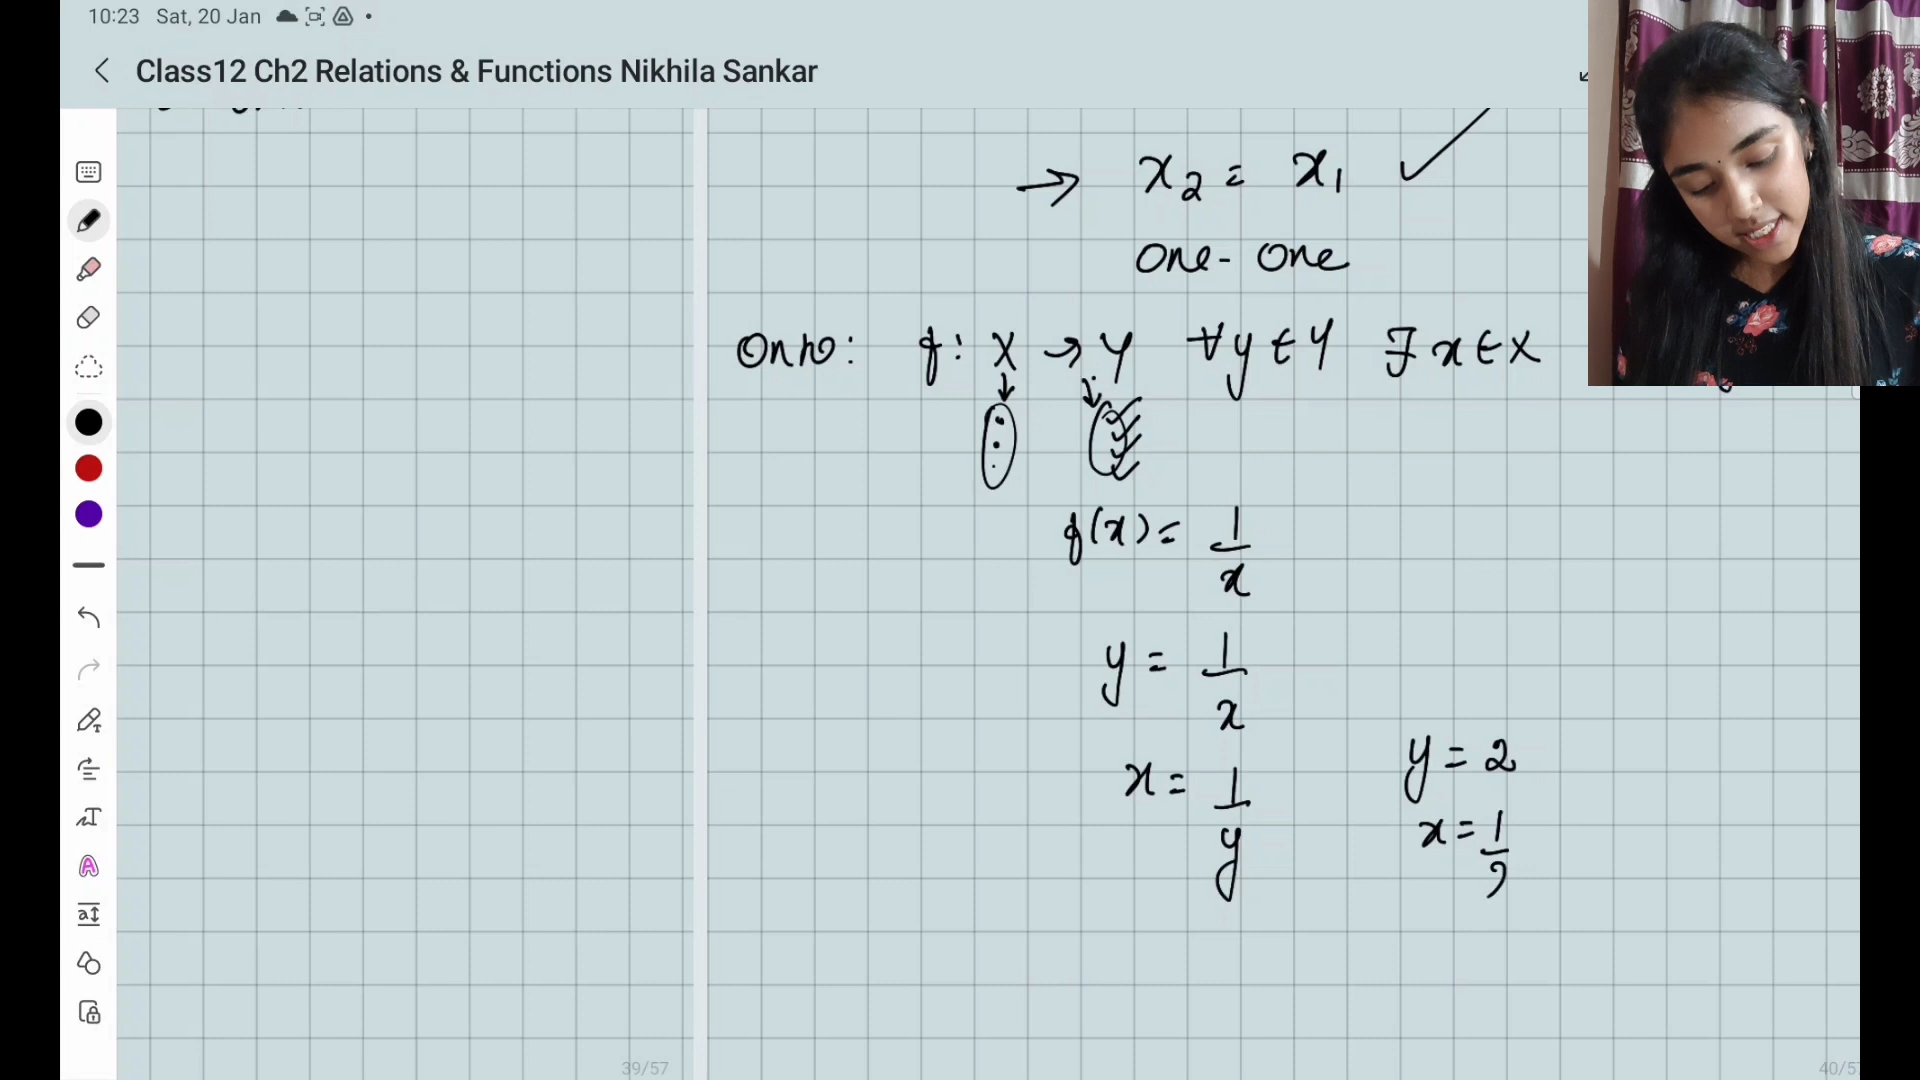 10:23 Sat, 20 Jan
Class12 Ch2 Relations & Functions Nikhila Sankar
→ x₂ = x₁ ✓
One-One
Onto: f: X → Y ∀y ∈ Y ∃ x ∈ X
f(x) = 1/x
y = 1/x
x = 1/y
y = 2
x = 1/2
39/57